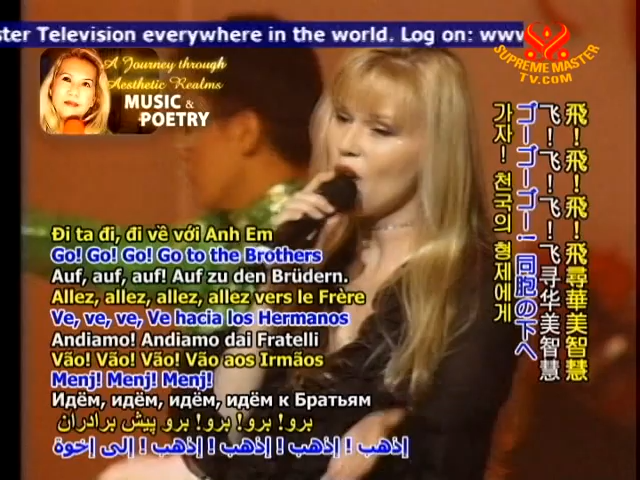 ster Television everywhere in the world. Log on: www
SUPREME MASTER
TV.COM
A Journey through
Aesthetic Realms
MUSIC &
POETRY
飛！飛！飛！飛尋華美智慧
飞！飞！飞！飞寻华美智慧
ゴーゴーゴー！同胞の下へ
가자！천국의 형제에게
Đi ta đi, đi về với Anh Em
Go! Go! Go! Go to the Brothers
Auf, auf, auf! Auf zu den Brüdern.
Allez, allez, allez, allez vers le Frère
Ve, ve, ve, Ve hacia los Hermanos
Andiamo! Andiamo dai Fratelli
Vão! Vão! Vão! Vão aos Irmãos
Menj! Menj! Menj!
Идём, идём, идём, идём к Братьям
برو! برو! برو! برو پیش برادران
إذهب ! إذهب ! إذهب ! إذهب ! إلى إخوة